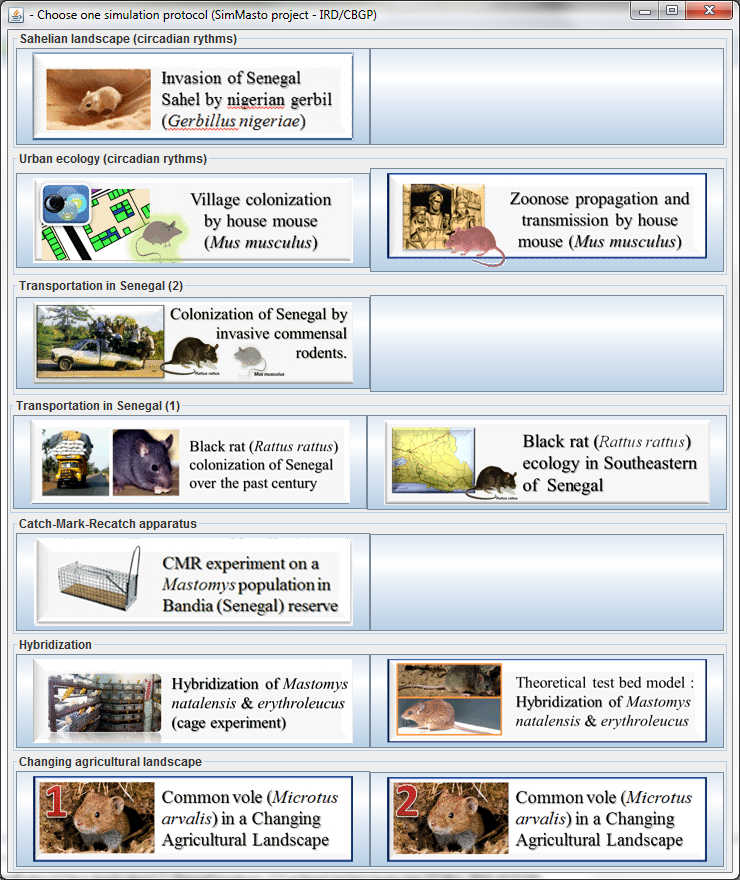 - Choose one simulation protocol (SimMasto project - IRD/CBGP)
Sahelian landscape (circadian rythms)
Invasion of Senegal
Sahel by nigerian gerbil
(Gerbillus nigeriae)
Urban ecology (circadian rythms)
Village colonization
by house mouse
(Mus musculus)
Zoonose propagation and
transmission by house
mouse (Mus musculus)
Transportation in Senegal (2)
Colonization of Senegal by
invasive commensal
rodents.
Rattus rattus
Mus musculus
Transportation in Senegal (1)
Black rat (Rattus rattus)
colonization of Senegal
over the past century
Black rat (Rattus rattus)
ecology in Southeastern
of Senegal
Rattus rattus
Catch-Mark-Recatch apparatus
CMR experiment on a
Mastomys population in
Bandia (Senegal) reserve
Hybridization
Hybridization of Mastomys
natalensis & erythroleucus
(cage experiment)
Theoretical test bed model :
Hybridization of Mastomys
natalensis & erythroleucus
Changing agricultural landscape
1
Common vole (Microtus
arvalis) in a Changing
Agricultural Landscape
2
Common vole (Microtus
arvalis) in a Changing
Agricultural Landscape